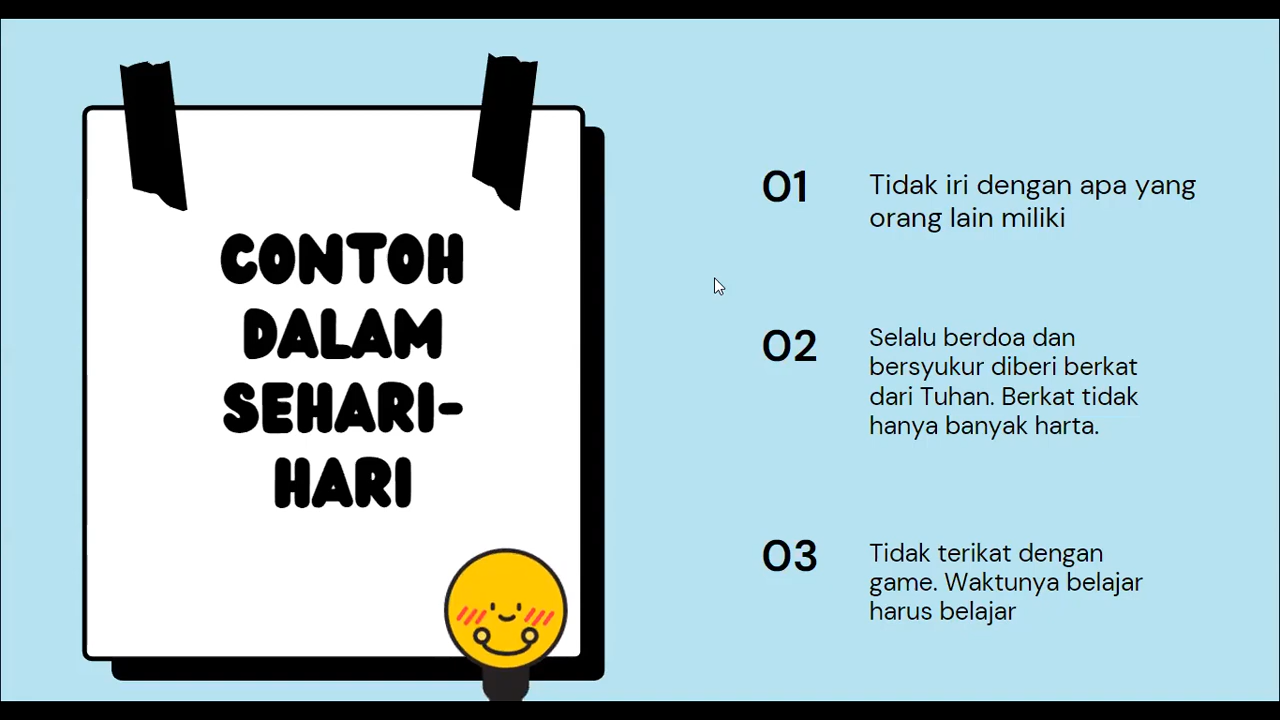 CONTOH
DALAM
SEHARI-
HARI
01
Tidak iri dengan apa yang
orang lain miliki
02
Selalu berdoa dan
bersyukur diberi berkat
dari Tuhan. Berkat tidak
hanya banyak harta.
03
Tidak terikat dengan
game. Waktunya belajar
harus belajar